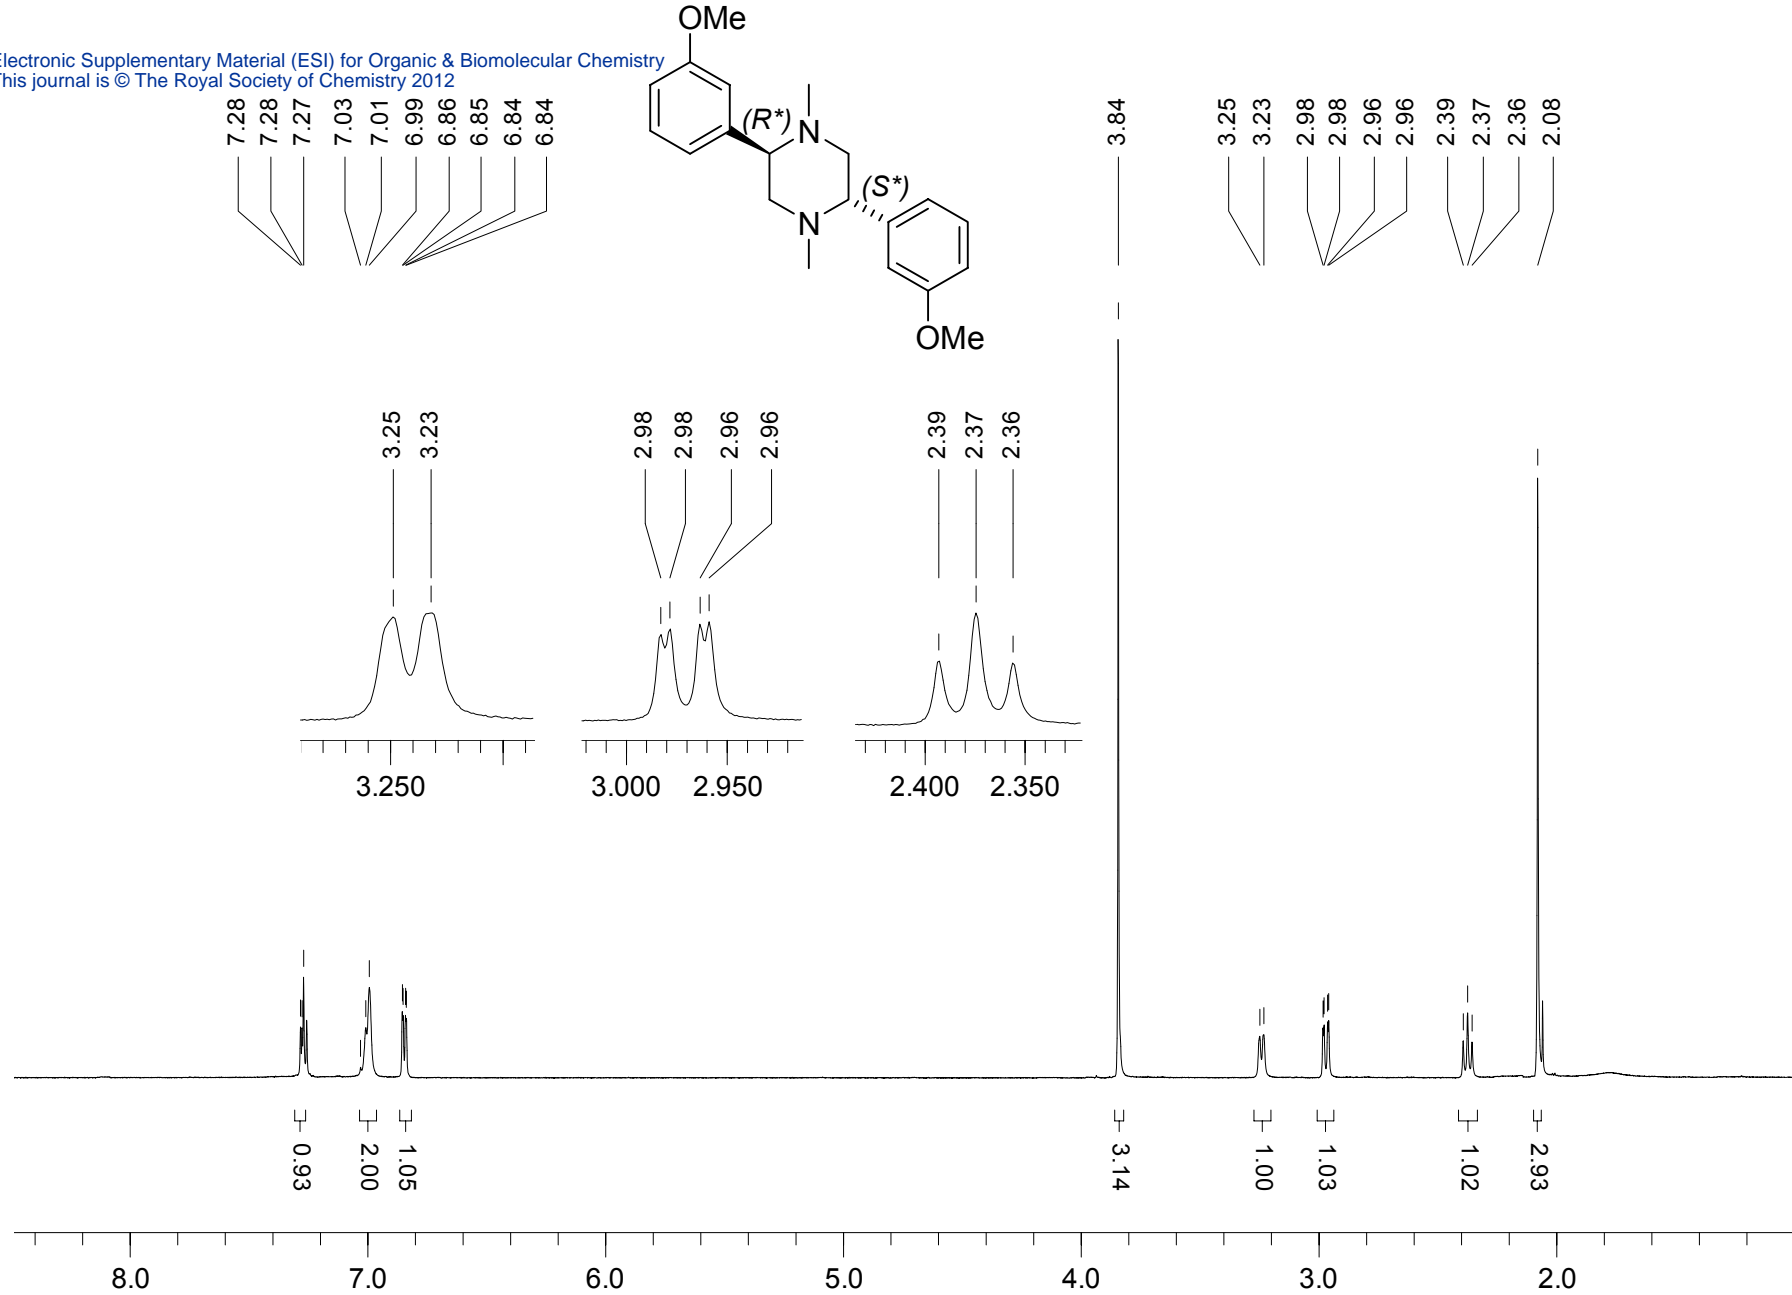 OMe
Electronic Supplementary Material (ESI) for Organic & Biomolecular Chemistry
This journal is © The Royal Society of Chemistry 2012
7.28 7.28 7.27 7.03 7.01 6.99 6.86 6.85 6.84 6.84
(R*) N
(S*)
N
OMe
3.84 3.25 3.23 2.98 2.98 2.96 2.96 2.39 2.37 2.36 2.08
3.25 3.23 2.98 2.98 2.96 2.96 2.39 2.37 2.36
3.250 3.000 2.950 2.400 2.350
0.93 2.00 1.05 3.14 1.00 1.03 1.02 2.93
8.0 7.0 6.0 5.0 4.0 3.0 2.0